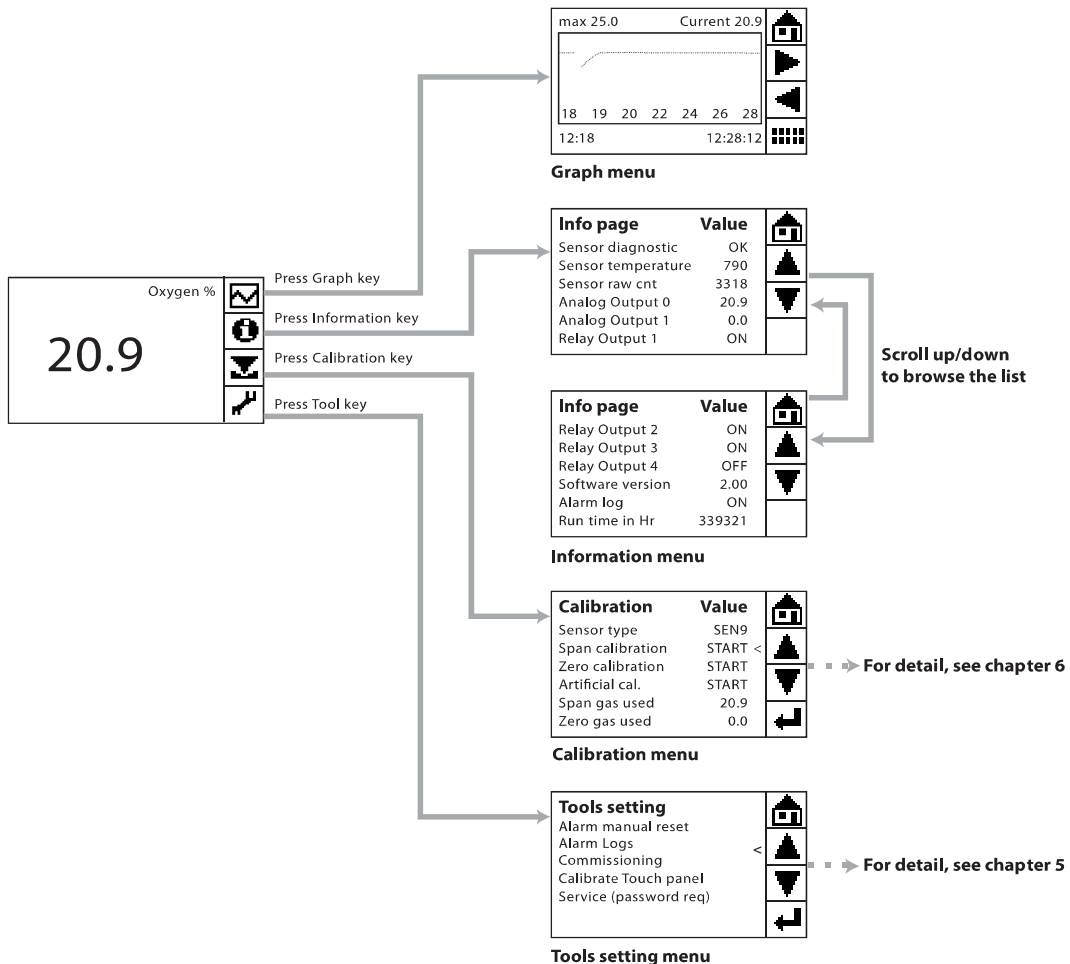 max 25.0 Current 20.9
18 19 20 22 24 26 28
12:18 12:28:12
Graph menu
Info page Value
Sensor diagnostic OK
Sensor temperature 790
Sensor raw cnt 3318
Analog Output 0 20.9
Analog Output 1 0.0
Relay Output 1 ON
Oxygen %
20.9
Press Graph key
Press Information key
Press Calibration key
Press Tool key
Scroll up/down
to browse the list
Info page Value
Relay Output 2 ON
Relay Output 3 ON
Relay Output 4 OFF
Software version 2.00
Alarm log ON
Run time in Hr 339321
Information menu
Calibration Value
Sensor type SEN9
Span calibration START <
Zero calibration START
Artificial cal. START
Span gas used 20.9
Zero gas used 0.0
For detail, see chapter 6
Calibration menu
Tools setting
Alarm manual reset
Alarm Logs <
Commissioning
Calibrate Touch panel
Service (password req)
For detail, see chapter 5
Tools setting menu